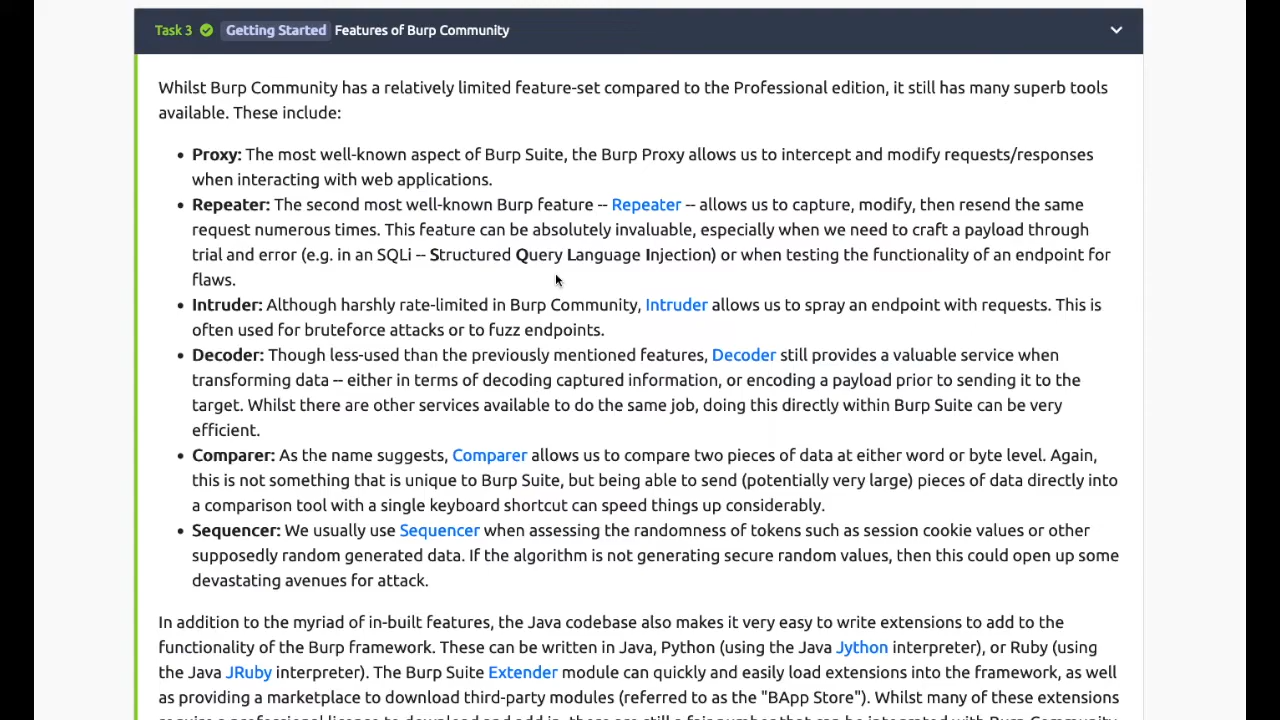 Task 3 Getting Started Features of Burp Community
Whilst Burp Community has a relatively limited feature-set compared to the Professional edition, it still has many superb tools
available. These include:
• Proxy: The most well-known aspect of Burp Suite, the Burp Proxy allows us to intercept and modify requests/responses
when interacting with web applications.
• Repeater: The second most well-known Burp feature -- Repeater -- allows us to capture, modify, then resend the same
request numerous times. This feature can be absolutely invaluable, especially when we need to craft a payload through
trial and error (e.g. in an SQLi -- Structured Query Language Injection) or when testing the functionality of an endpoint for
flaws.
• Intruder: Although harshly rate-limited in Burp Community, Intruder allows us to spray an endpoint with requests. This is
often used for bruteforce attacks or to fuzz endpoints.
• Decoder: Though less-used than the previously mentioned features, Decoder still provides a valuable service when
transforming data -- either in terms of decoding captured information, or encoding a payload prior to sending it to the
target. Whilst there are other services available to do the same job, doing this directly within Burp Suite can be very
efficient.
• Comparer: As the name suggests, Comparer allows us to compare two pieces of data at either word or byte level. Again,
this is not something that is unique to Burp Suite, but being able to send (potentially very large) pieces of data directly into
a comparison tool with a single keyboard shortcut can speed things up considerably.
• Sequencer: We usually use Sequencer when assessing the randomness of tokens such as session cookie values or other
supposedly random generated data. If the algorithm is not generating secure random values, then this could open up some
devastating avenues for attack.
In addition to the myriad of in-built features, the Java codebase also makes it very easy to write extensions to add to the
functionality of the Burp framework. These can be written in Java, Python (using the Java Jython interpreter), or Ruby (using
the Java JRuby interpreter). The Burp Suite Extender module can quickly and easily load extensions into the framework, as well
as providing a marketplace to download third-party modules (referred to as the "BApp Store"). Whilst many of these extensions